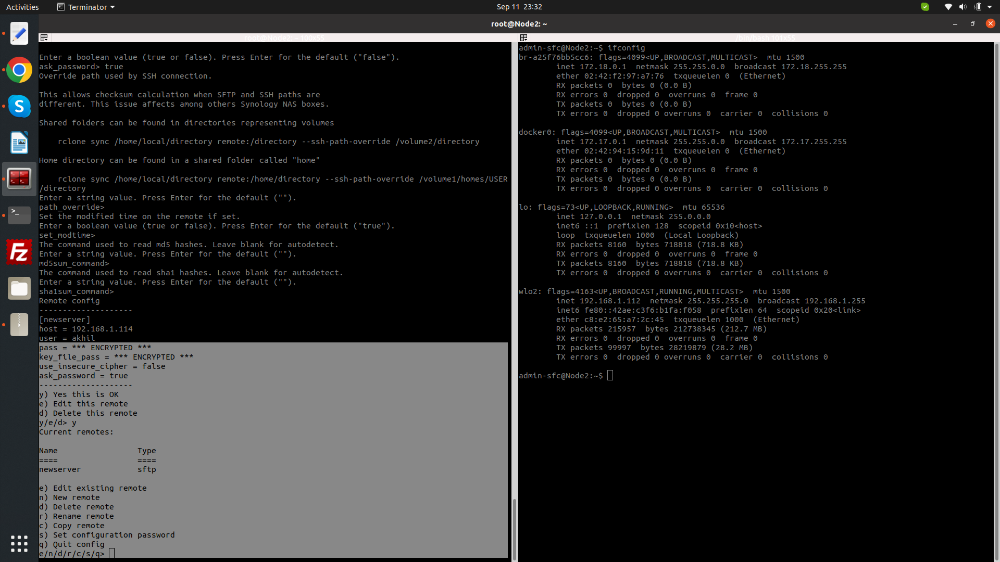 Activities
Terminator
Sep 11  23:32
root@Node2: ~
root@Node2: ~ 100x55
Enter a boolean value (true or false). Press Enter for the default ("false").
ask_password> true
Override path used by SSH connection.
This allows checksum calculation when SFTP and SSH paths are
different. This issue affects among others Synology NAS boxes.
Shared folders can be found in directories representing volumes
    rclone sync /home/local/directory remote:/directory --ssh-path-override /volume2/directory
Home directory can be found in a shared folder called "home"
    rclone sync /home/local/directory remote:/home/directory --ssh-path-override /volume1/homes/USER
/directory
Enter a string value. Press Enter for the default ("").
path_override>
Set the modified time on the remote if set.
Enter a boolean value (true or false). Press Enter for the default ("true").
set_modtime>
The command used to read md5 hashes. Leave blank for autodetect.
Enter a string value. Press Enter for the default ("").
md5sum_command>
The command used to read sha1 hashes. Leave blank for autodetect.
Enter a string value. Press Enter for the default ("").
sha1sum_command>
Remote config
--------------------
[newserver]
host = 192.168.1.114
user = akhil
pass = *** ENCRYPTED ***
key_file_pass = *** ENCRYPTED ***
use_insecure_cipher = false
ask_password = true
--------------------
y) Yes this is OK
e) Edit this remote
d) Delete this remote
y/e/d> y
Current remotes:
Name                 Type
====                 ====
newserver            sftp
e) Edit existing remote
n) New remote
d) Delete remote
r) Rename remote
c) Copy remote
s) Set configuration password
q) Quit config
e/n/d/r/c/s/q>
/bin/bash 101x55
admin-sfc@Node2:~$ ifconfig
br-a25f76bb5cc6: flags=4099<UP,BROADCAST,MULTICAST>  mtu 1500
        inet 172.18.0.1  netmask 255.255.0.0  broadcast 172.18.255.255
        ether 02:42:f2:97:a7:76  txqueuelen 0  (Ethernet)
        RX packets 0  bytes 0 (0.0 B)
        RX errors 0  dropped 0  overruns 0  frame 0
        TX packets 0  bytes 0 (0.0 B)
        TX errors 0  dropped 0 overruns 0  carrier 0  collisions 0
docker0: flags=4099<UP,BROADCAST,MULTICAST>  mtu 1500
        inet 172.17.0.1  netmask 255.255.0.0  broadcast 172.17.255.255
        ether 02:42:94:15:9d:11  txqueuelen 0  (Ethernet)
        RX packets 0  bytes 0 (0.0 B)
        RX errors 0  dropped 0  overruns 0  frame 0
        TX packets 0  bytes 0 (0.0 B)
        TX errors 0  dropped 0 overruns 0  carrier 0  collisions 0
lo: flags=73<UP,LOOPBACK,RUNNING>  mtu 65536
        inet 127.0.0.1  netmask 255.0.0.0
        inet6 ::1  prefixlen 128  scopeid 0x10<host>
        loop  txqueuelen 1000  (Local Loopback)
        RX packets 8160  bytes 718818 (718.8 KB)
        RX errors 0  dropped 0  overruns 0  frame 0
        TX packets 8160  bytes 718818 (718.8 KB)
        TX errors 0  dropped 0 overruns 0  carrier 0  collisions 0
wlo2: flags=4163<UP,BROADCAST,RUNNING,MULTICAST>  mtu 1500
        inet 192.168.1.112  netmask 255.255.255.0  broadcast 192.168.1.255
        inet6 fe80::42ae:c3f6:b1fa:f058  prefixlen 64  scopeid 0x20<link>
        ether c8:e2:65:a7:2c:45  txqueuelen 1000  (Ethernet)
        RX packets 215957  bytes 212738345 (212.7 MB)
        RX errors 0  dropped 0  overruns 0  frame 0
        TX packets 99997  bytes 28219879 (28.2 MB)
        TX errors 0  dropped 0 overruns 0  carrier 0  collisions 0
admin-sfc@Node2:~$